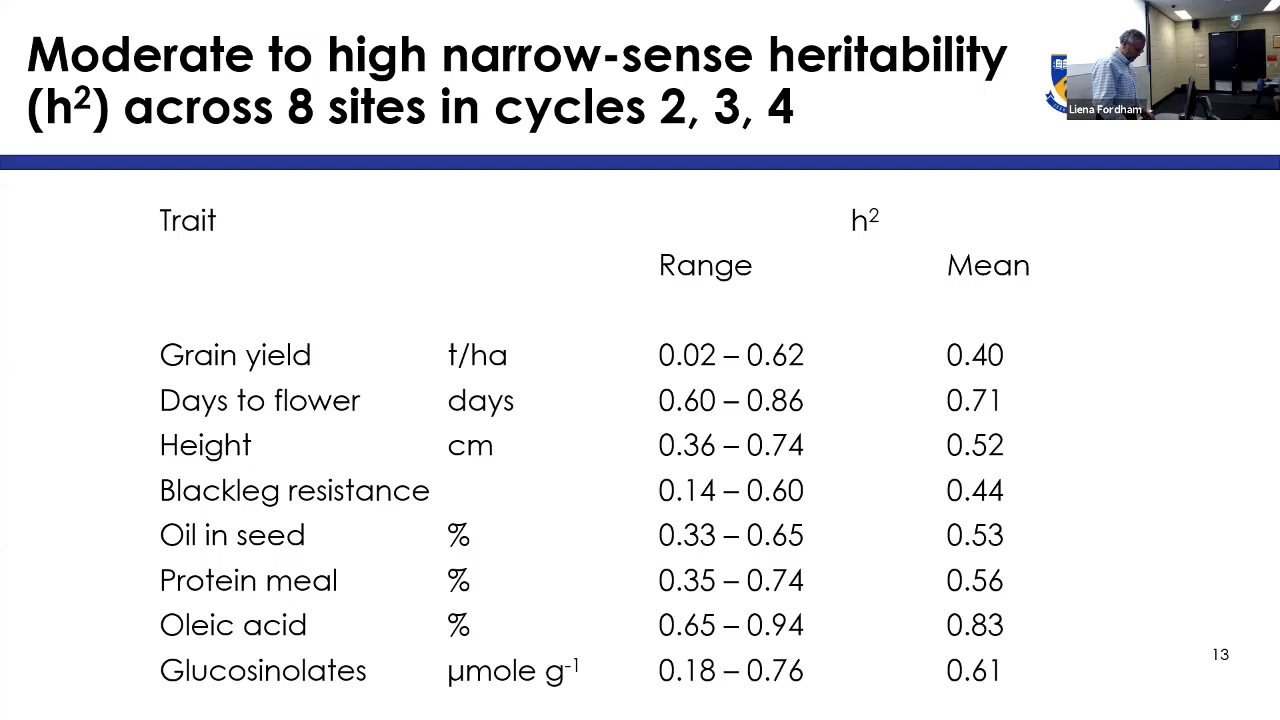 Moderate to high narrow-sense heritability
(h²) across 8 sites in cycles 2, 3, 4
Liena Fordham
Trait h²
Range Mean
Grain yield t/ha 0.02 – 0.62 0.40
Days to flower days 0.60 – 0.86 0.71
Height cm 0.36 – 0.74 0.52
Blackleg resistance 0.14 – 0.60 0.44
Oil in seed % 0.33 – 0.65 0.53
Protein meal % 0.35 – 0.74 0.56
Oleic acid % 0.65 – 0.94 0.83
Glucosinolates µmole g⁻¹ 0.18 – 0.76 0.61
13